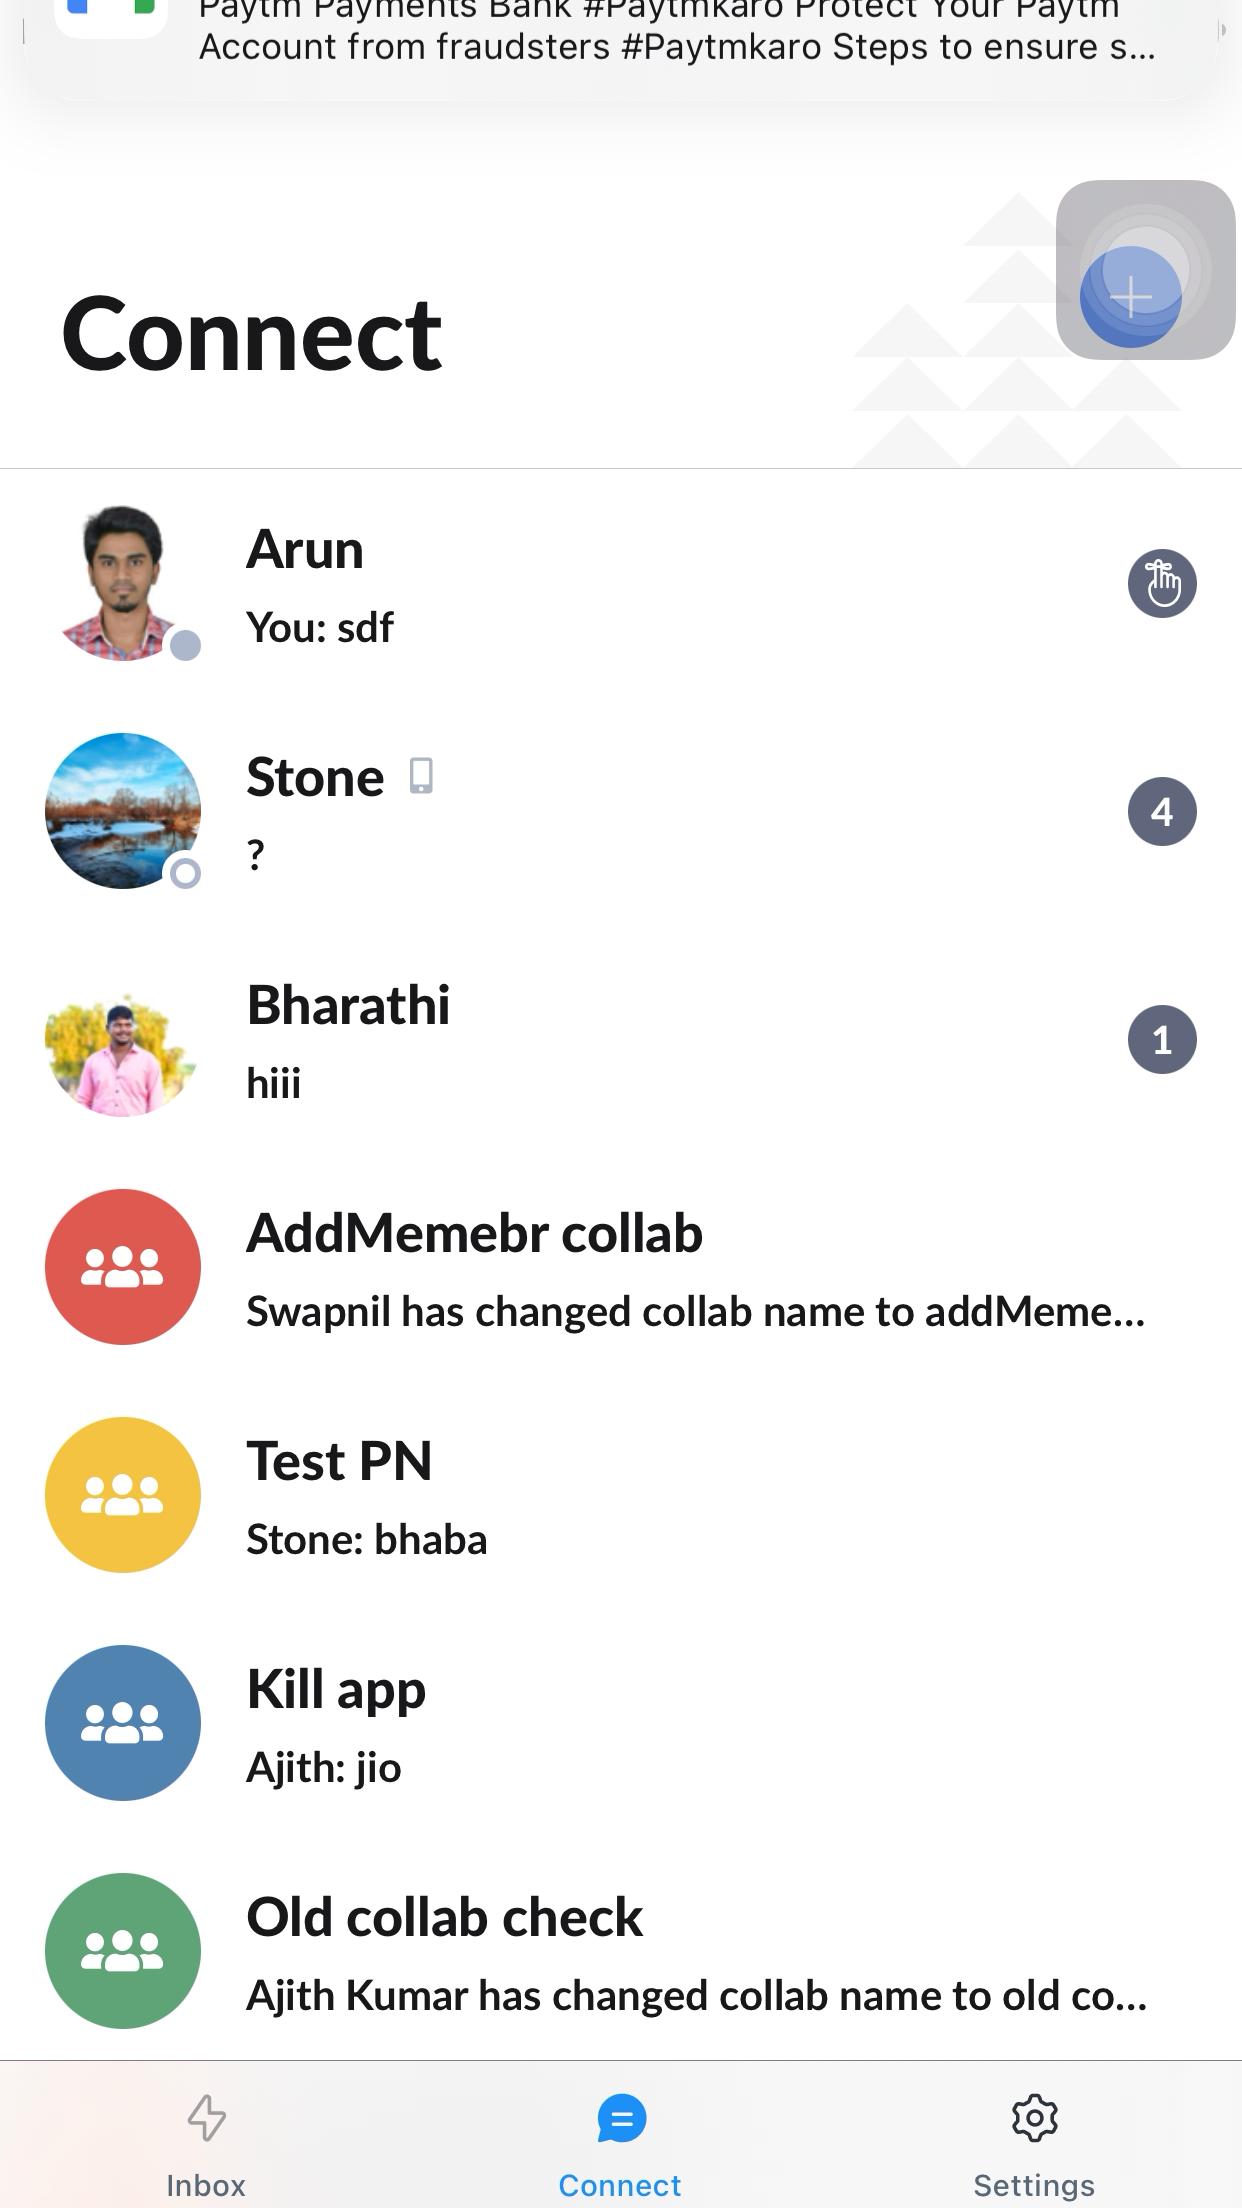 Paytm Payments Bank #Paytmkaro Protect Your Paytm
Account from fraudsters #Paytmkaro Steps to ensure s...
Connect
Arun
You: sdf
Stone
?
4
Bharathi
hiii
1
AddMemebr collab
Swapnil has changed collab name to addMeme...
Test PN
Stone: bhaba
Kill app
Ajith: jio
Old collab check
Ajith Kumar has changed collab name to old co...
Inbox
Connect
Settings